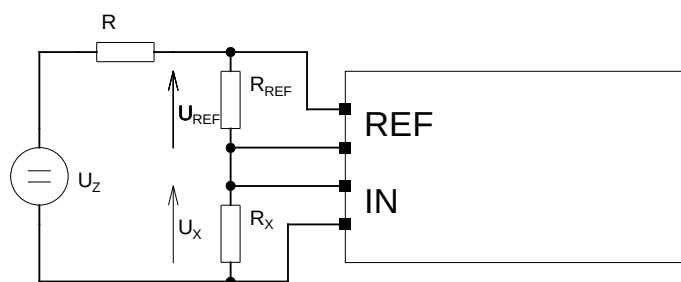 R
R_REF
REF
U_REF
U_Z
IN
R_X
U_X